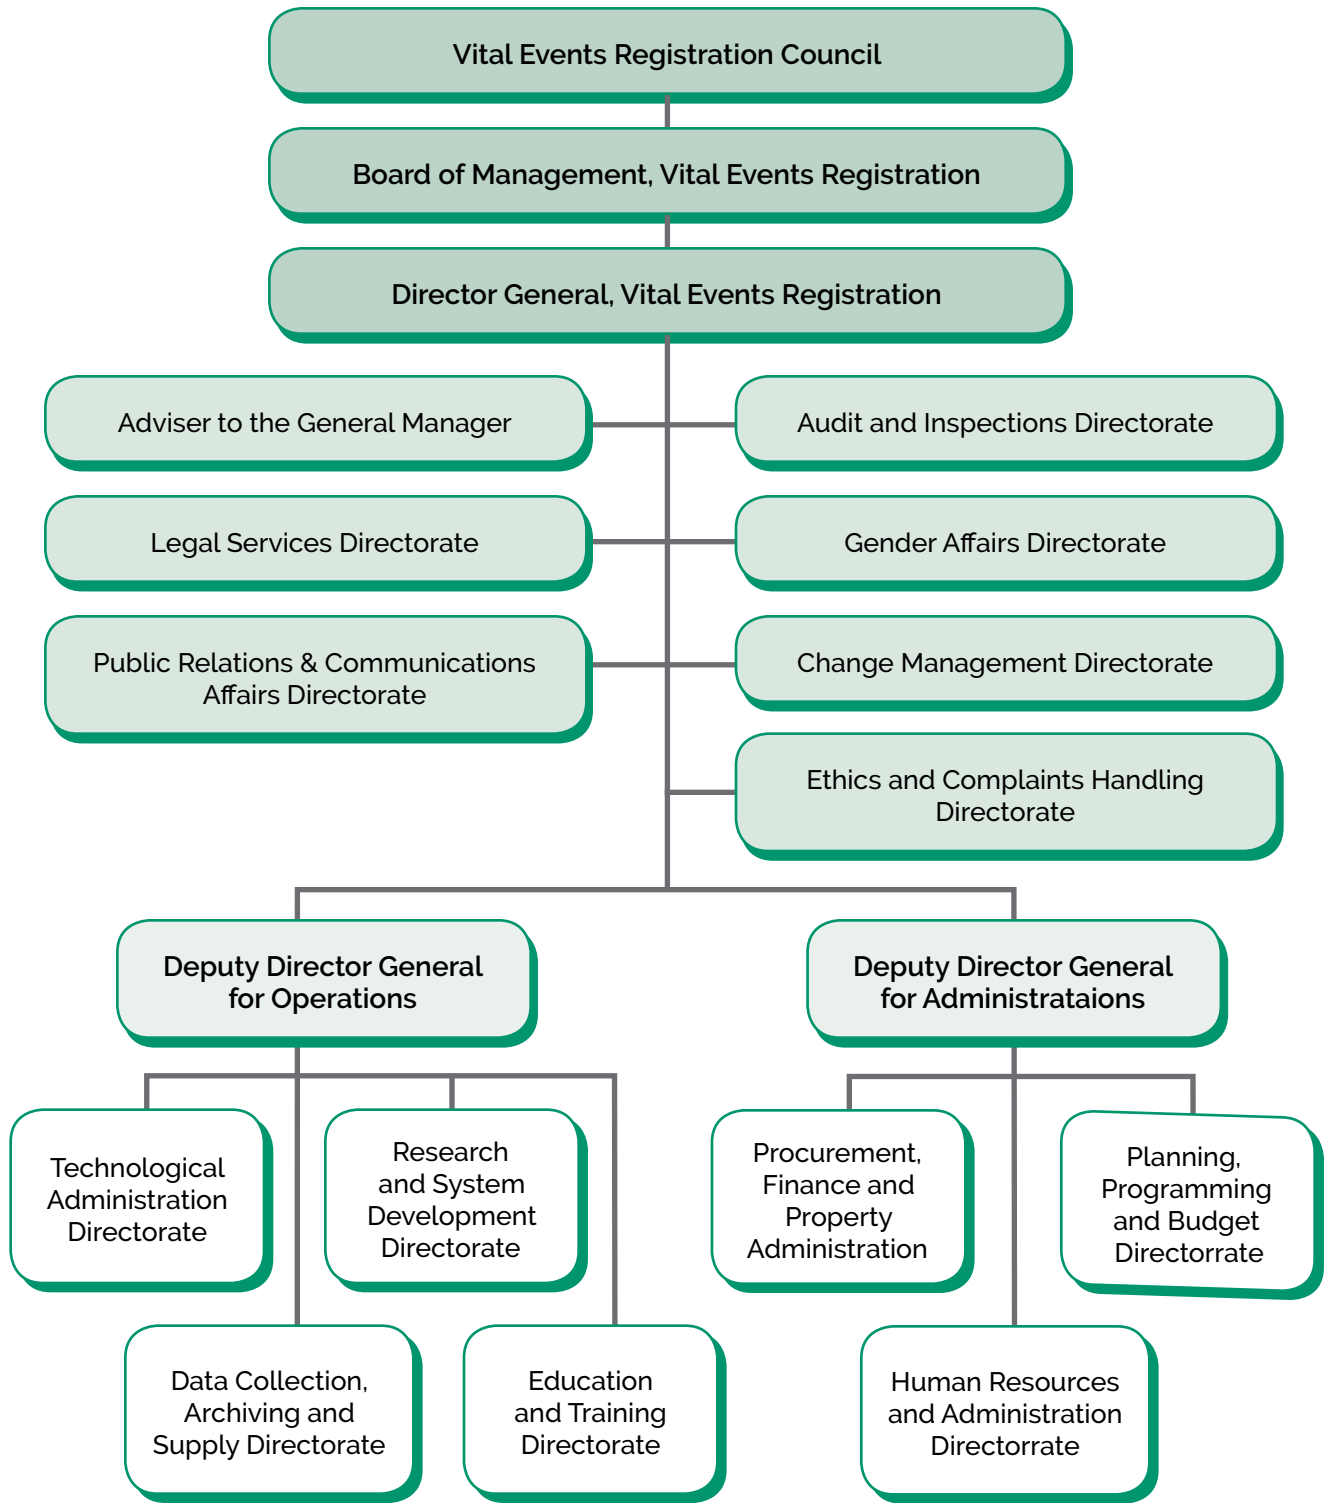 Vital Events Registration Council
Board of Management, Vital Events Registration
Director General, Vital Events Registration
Adviser to the General Manager
Audit and Inspections Directorate
Legal Services Directorate
Gender Affairs Directorate
Public Relations & Communications
Affairs Directorate
Change Management Directorate
Ethics and Complaints Handling
Directorate
Deputy Director General
for Operations
Deputy Director General
for Administrataions
Technological
Administration
Directorate
Research
and System
Development
Directorate
Procurement,
Finance and
Property
Administration
Planning,
Programming
and Budget
Directorrate
Data Collection,
Archiving and
Supply Directorate
Education
and Training
Directorate
Human Resources
and Administration
Directorrate